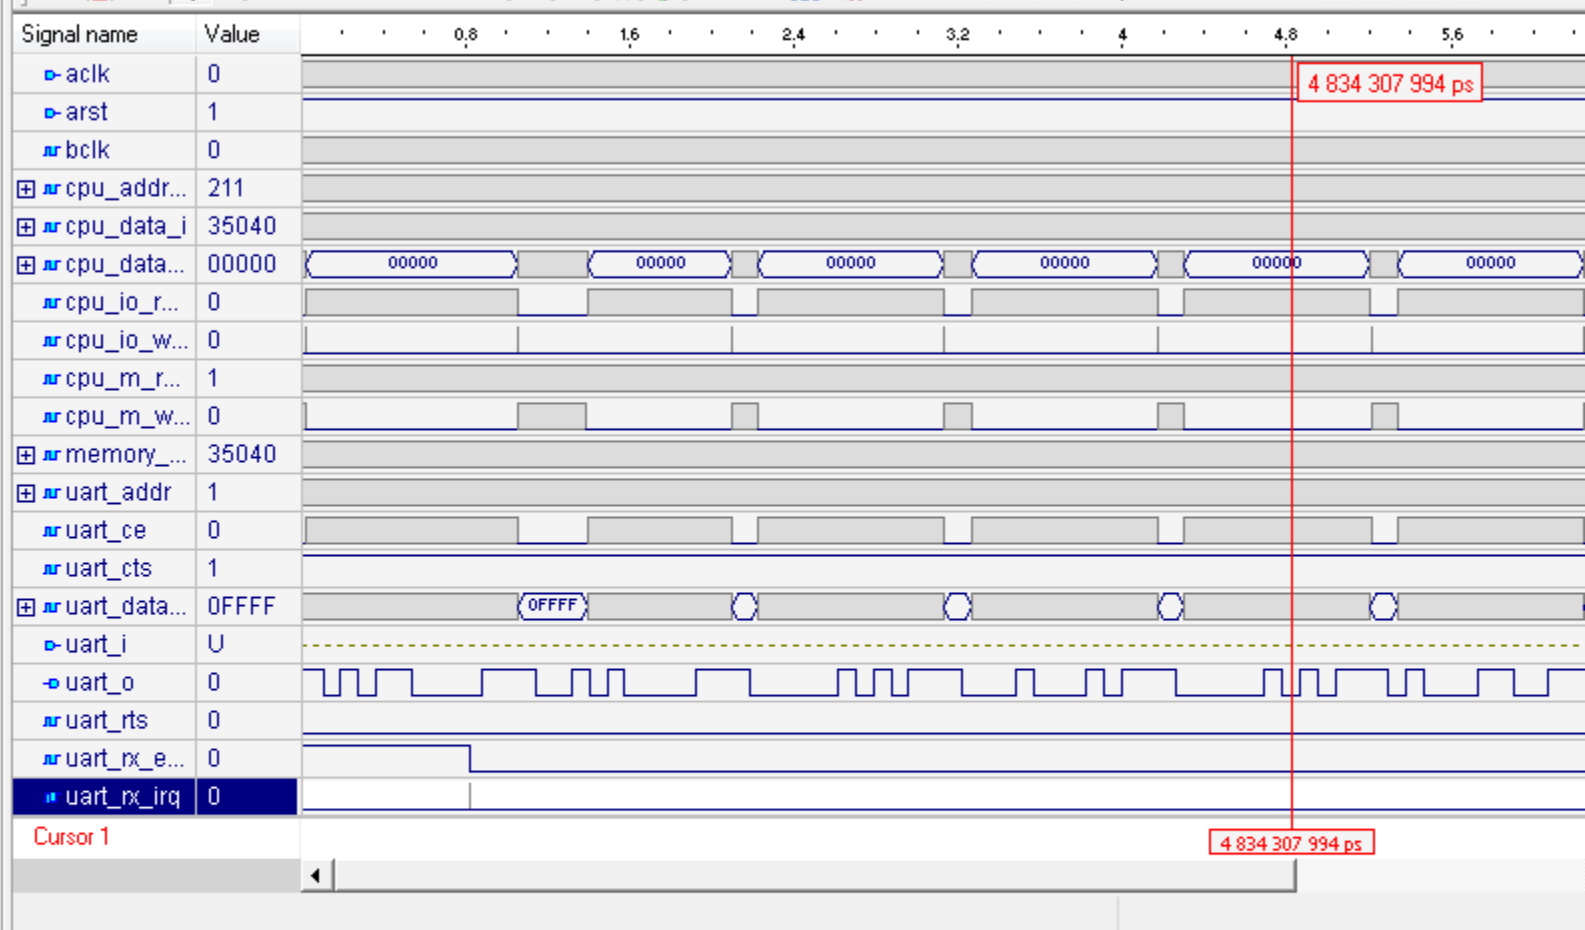 Signal name Value 0,8 1,6 2,4 3,2 4 4,8 5,6
aclk 0
4 834 307 994 ps
arst 1
bclk 0
cpu_addr... 211
cpu_data_i 35040
cpu_data... 00000 00000 00000 00000 00000 00000 00000
cpu_io_r... 0
cpu_io_w... 0
cpu_m_r... 1
cpu_m_w... 0
memory_... 35040
uart_addr 1
uart_ce 0
uart_cts 1
uart_data... 0FFFF 0FFFF
uart_i U
uart_o 0
uart_rts 0
uart_rx_e... 0
uart_rx_irq 0
Cursor 1 4 834 307 994 ps